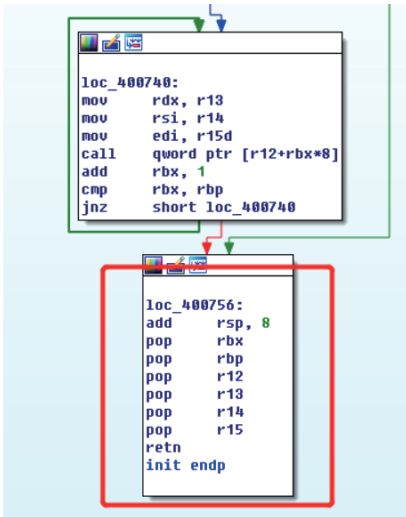 loc_400740:
mov rdx, r13
mov rsi, r14
mov edi, r15d
call qword ptr [r12+rbx*8]
add rbx, 1
cmp rbx, rbp
jnz short loc_400740
loc_400756:
add rsp, 8
pop rbx
pop rbp
pop r12
pop r13
pop r14
pop r15
retn
init endp